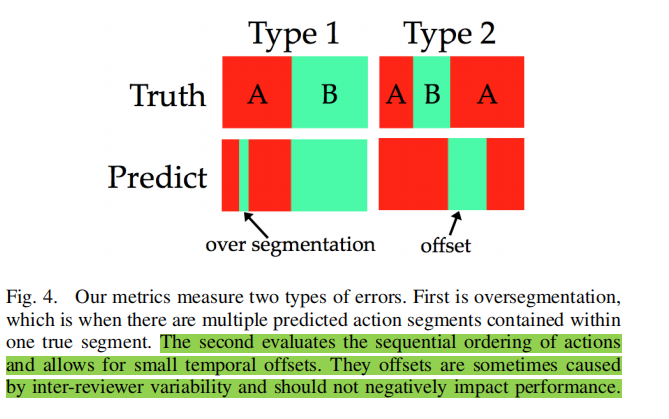 Type 1 Type 2
Truth A B A B A
Predict
over segmentation offset
Fig. 4. Our metrics measure two types of errors. First is oversegmentation,
which is when there are multiple predicted action segments contained within
one true segment. The second evaluates the sequential ordering of actions
and allows for small temporal offsets. They offsets are sometimes caused
by inter-reviewer variability and should not negatively impact performance.